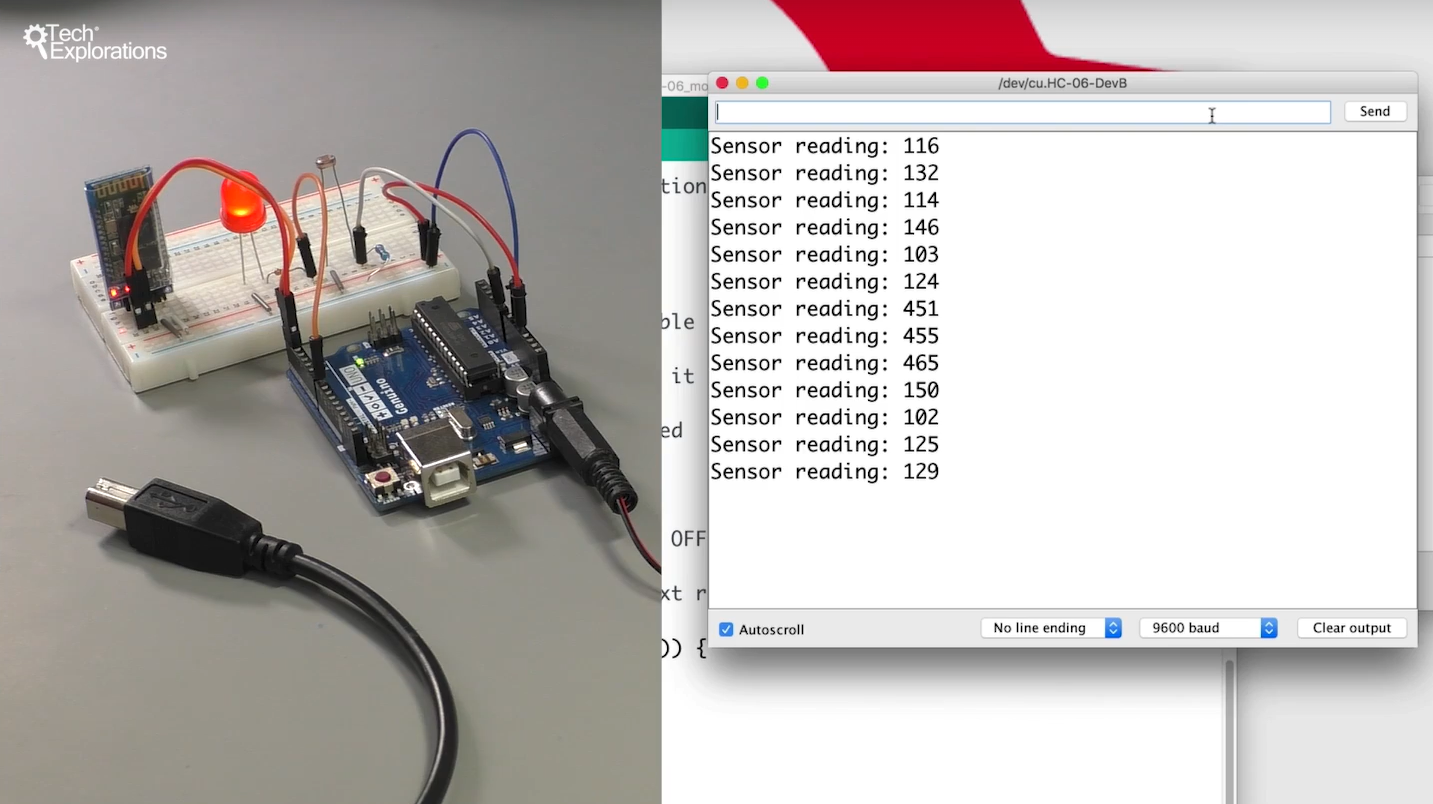 Tech
Explorations
-06_mo
/dev/cu.HC-06-DevB
Send
Sensor reading: 116
Sensor reading: 132
Sensor reading: 114
Sensor reading: 146
Sensor reading: 103
Sensor reading: 124
Sensor reading: 451
Sensor reading: 455
Sensor reading: 465
Sensor reading: 150
Sensor reading: 102
Sensor reading: 125
Sensor reading: 129
tion
ble
it
ed
OFF
xt r
)) {
Autoscroll
No line ending
9600 baud
Clear output
Genuino
UNO